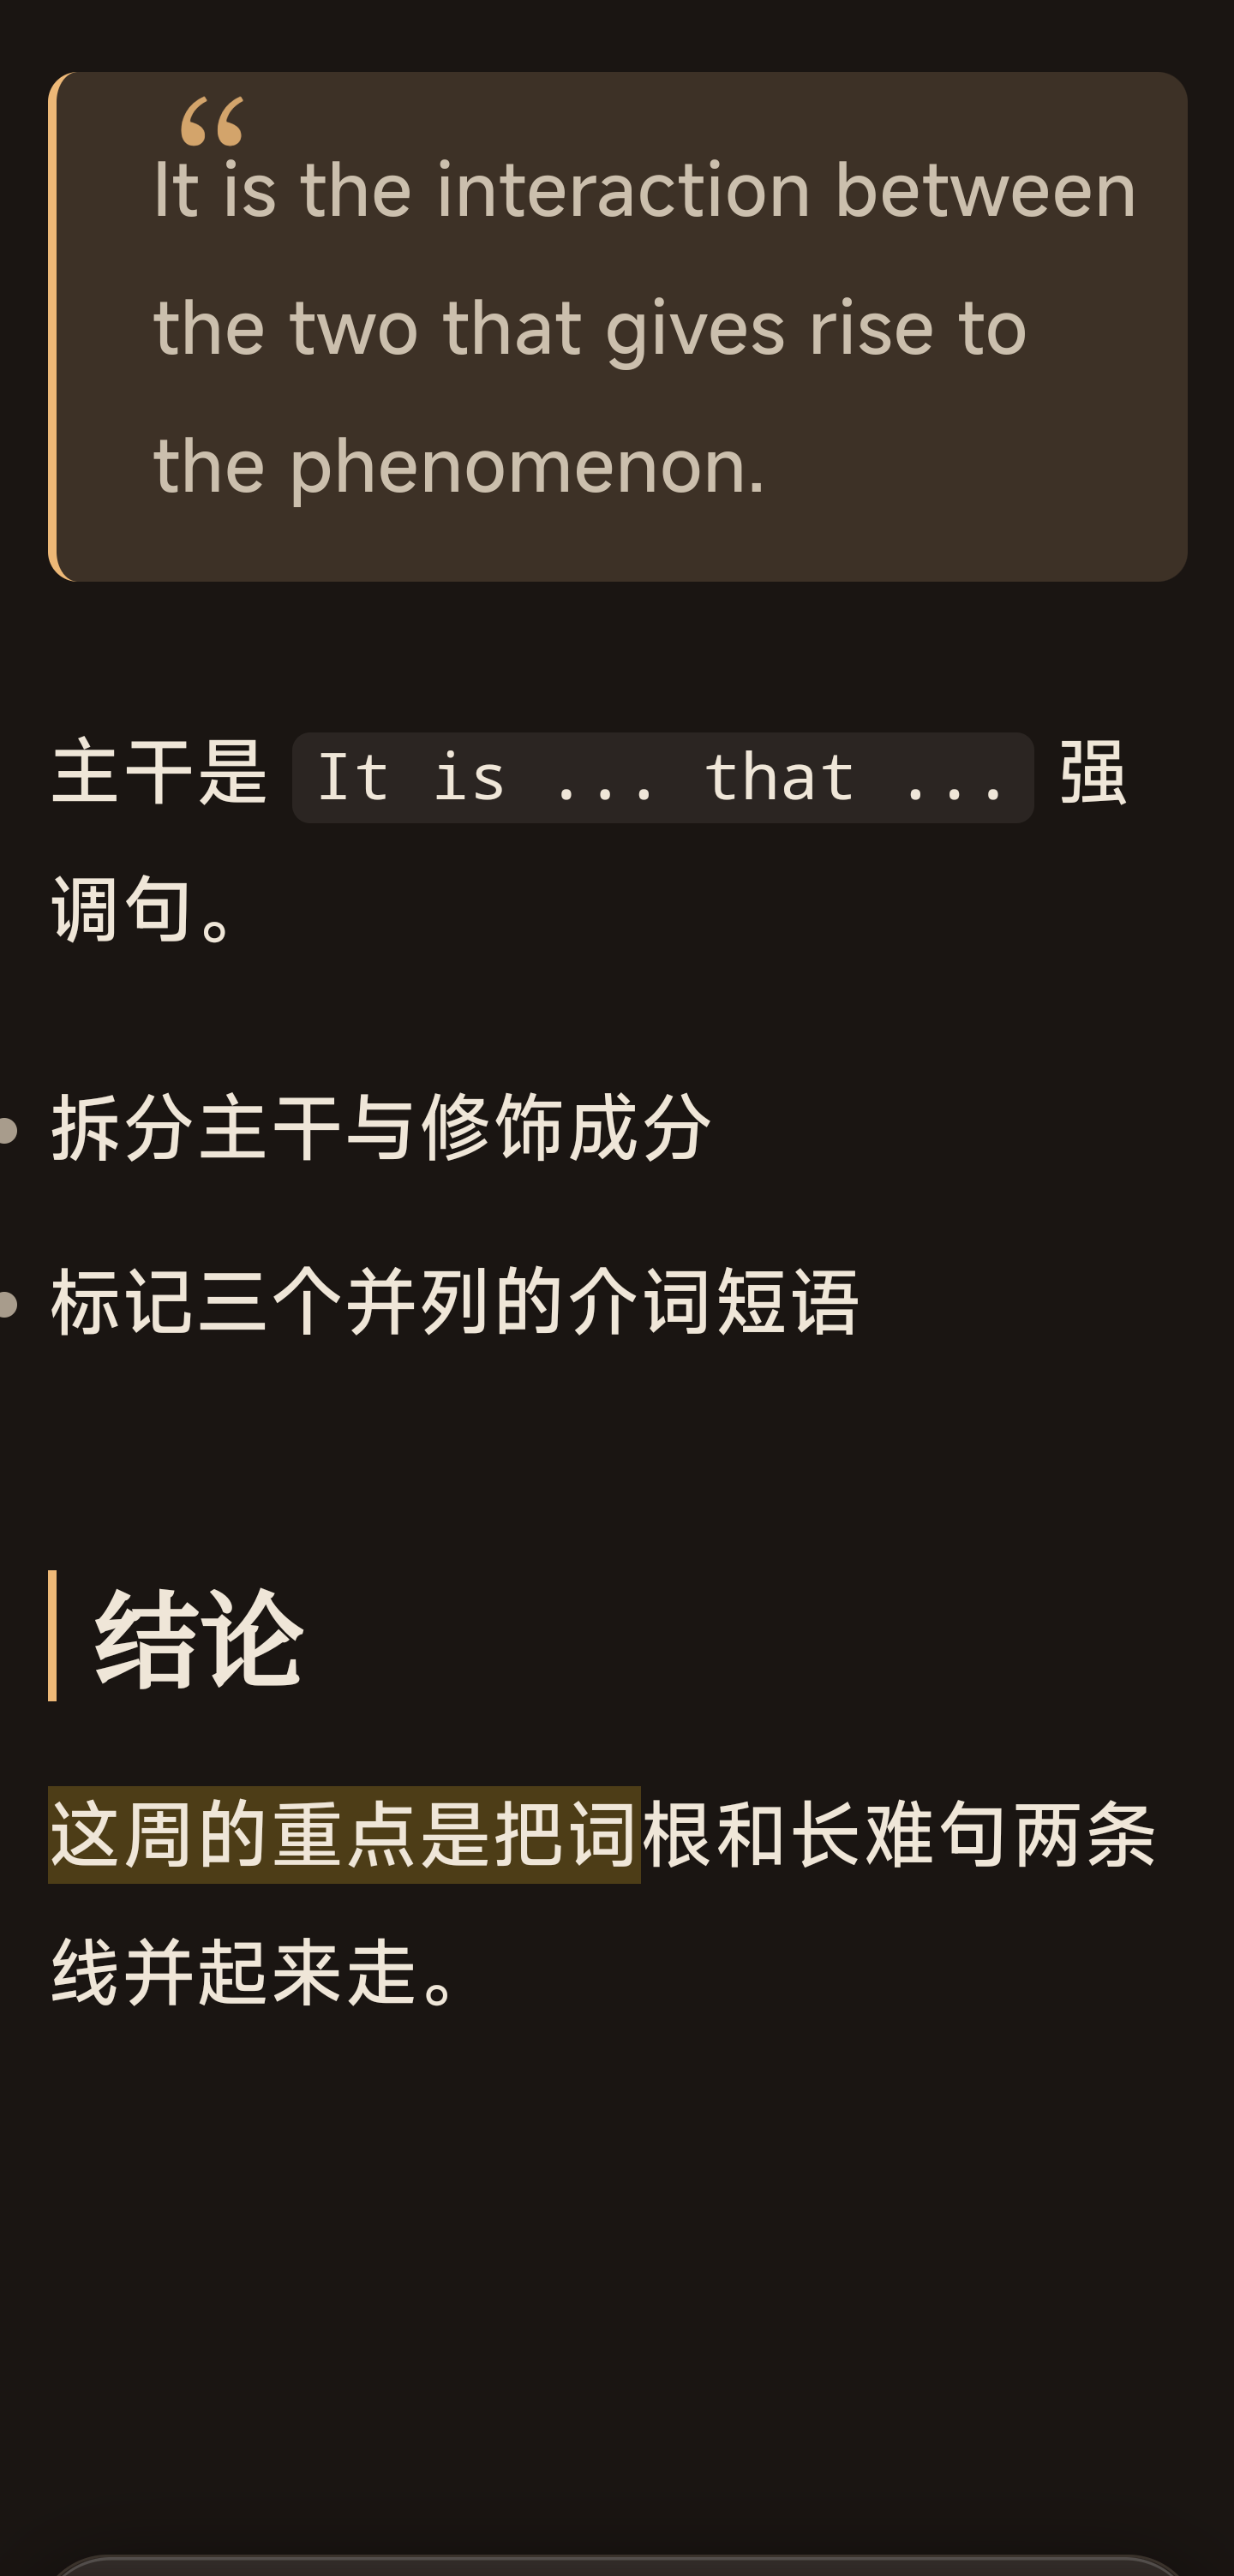 “
It is the interaction between
the two that gives rise to
the phenomenon.
主干是 It is ... that ... 强
调句。
• 拆分主干与修饰成分
• 标记三个并列的介词短语
结论
这周的重点是把词根和长难句两条
线并起来走。